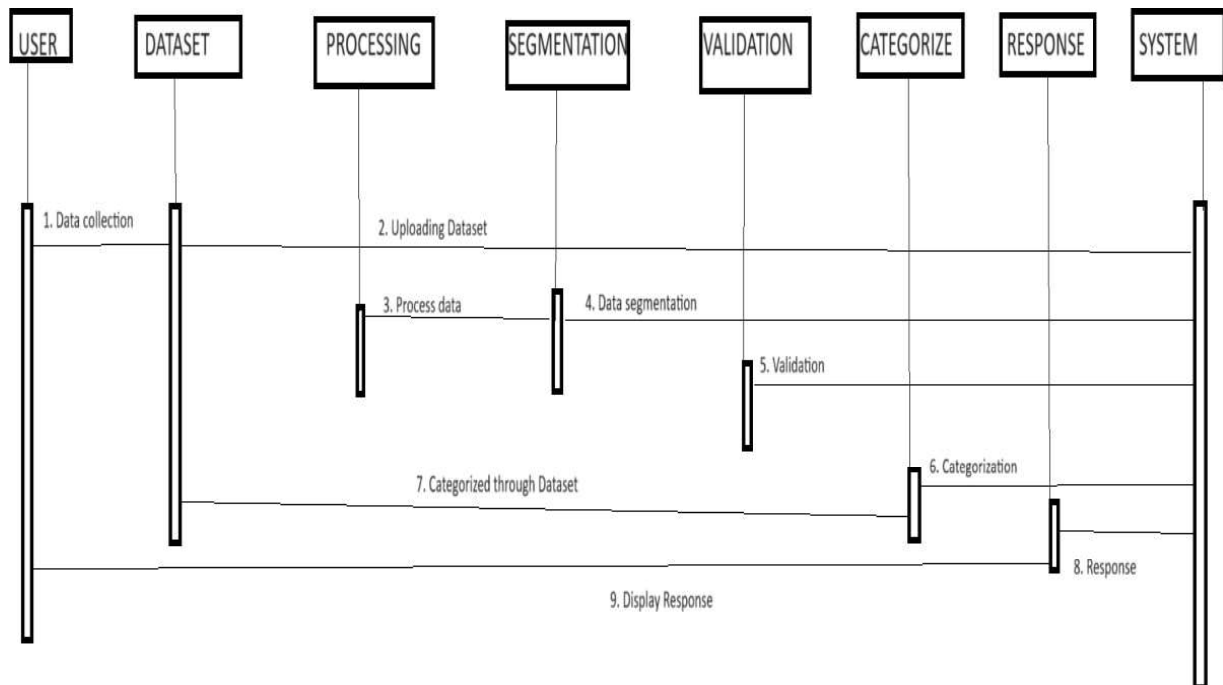 USER
DATASET
PROCESSING
SEGMENTATION
VALIDATION
CATEGORIZE
RESPONSE
SYSTEM
1. Data collection
2. Uploading Dataset
3. Process data
4. Data segmentation
5. Validation
6. Categorization
7. Categorized through Dataset
8. Response
9. Display Response